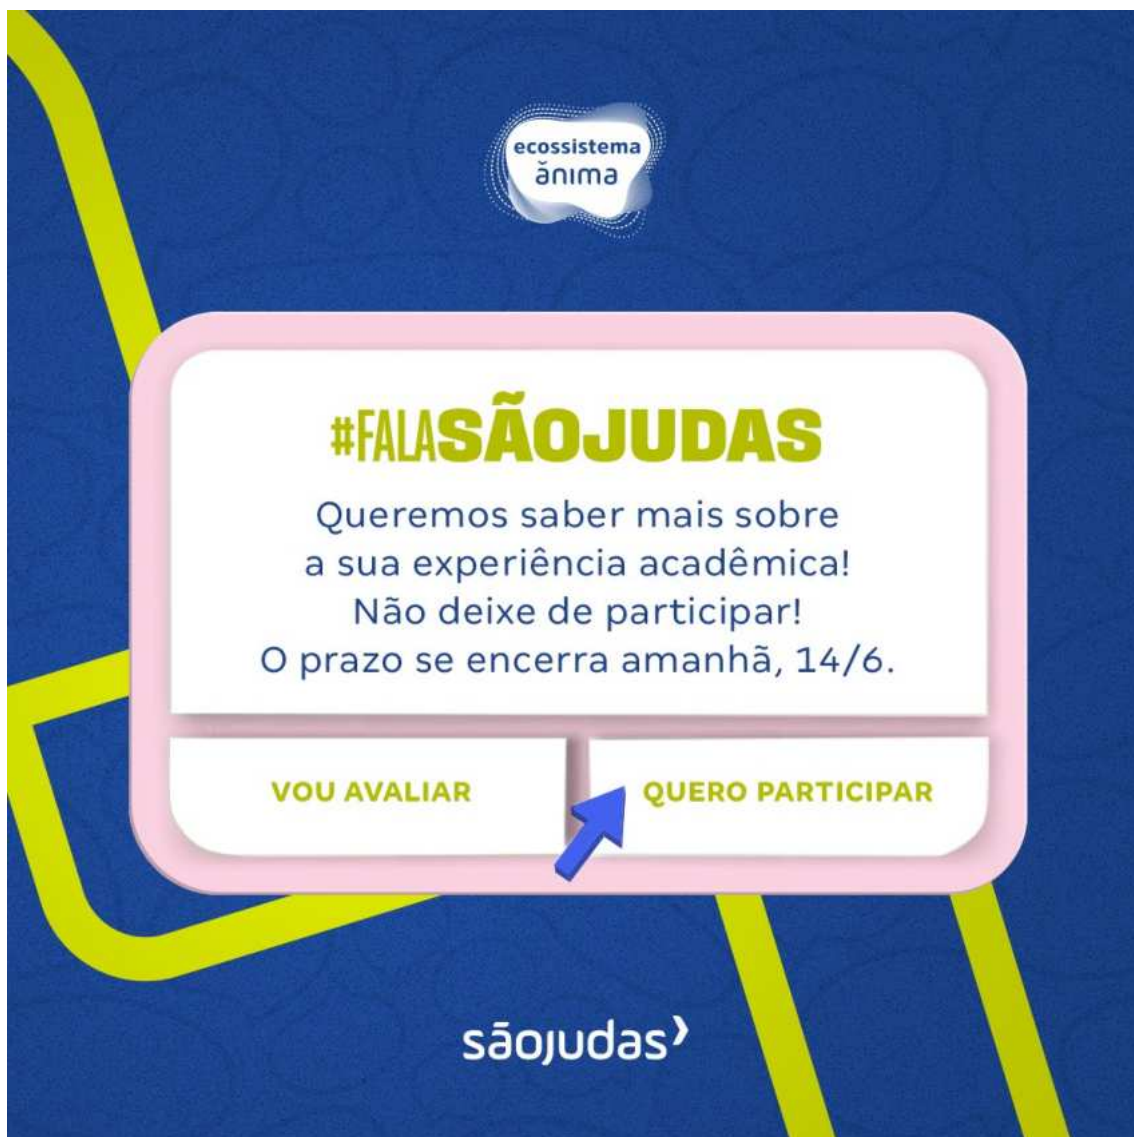 ecossistema
ănıma
#FALASÃOJUDAS
Queremos saber mais sobre
a sua experiência acadêmica!
Não deixe de participar!
O prazo se encerra amanhã, 14/6.
VOU AVALIAR
QUERO PARTICIPAR
sãojudas